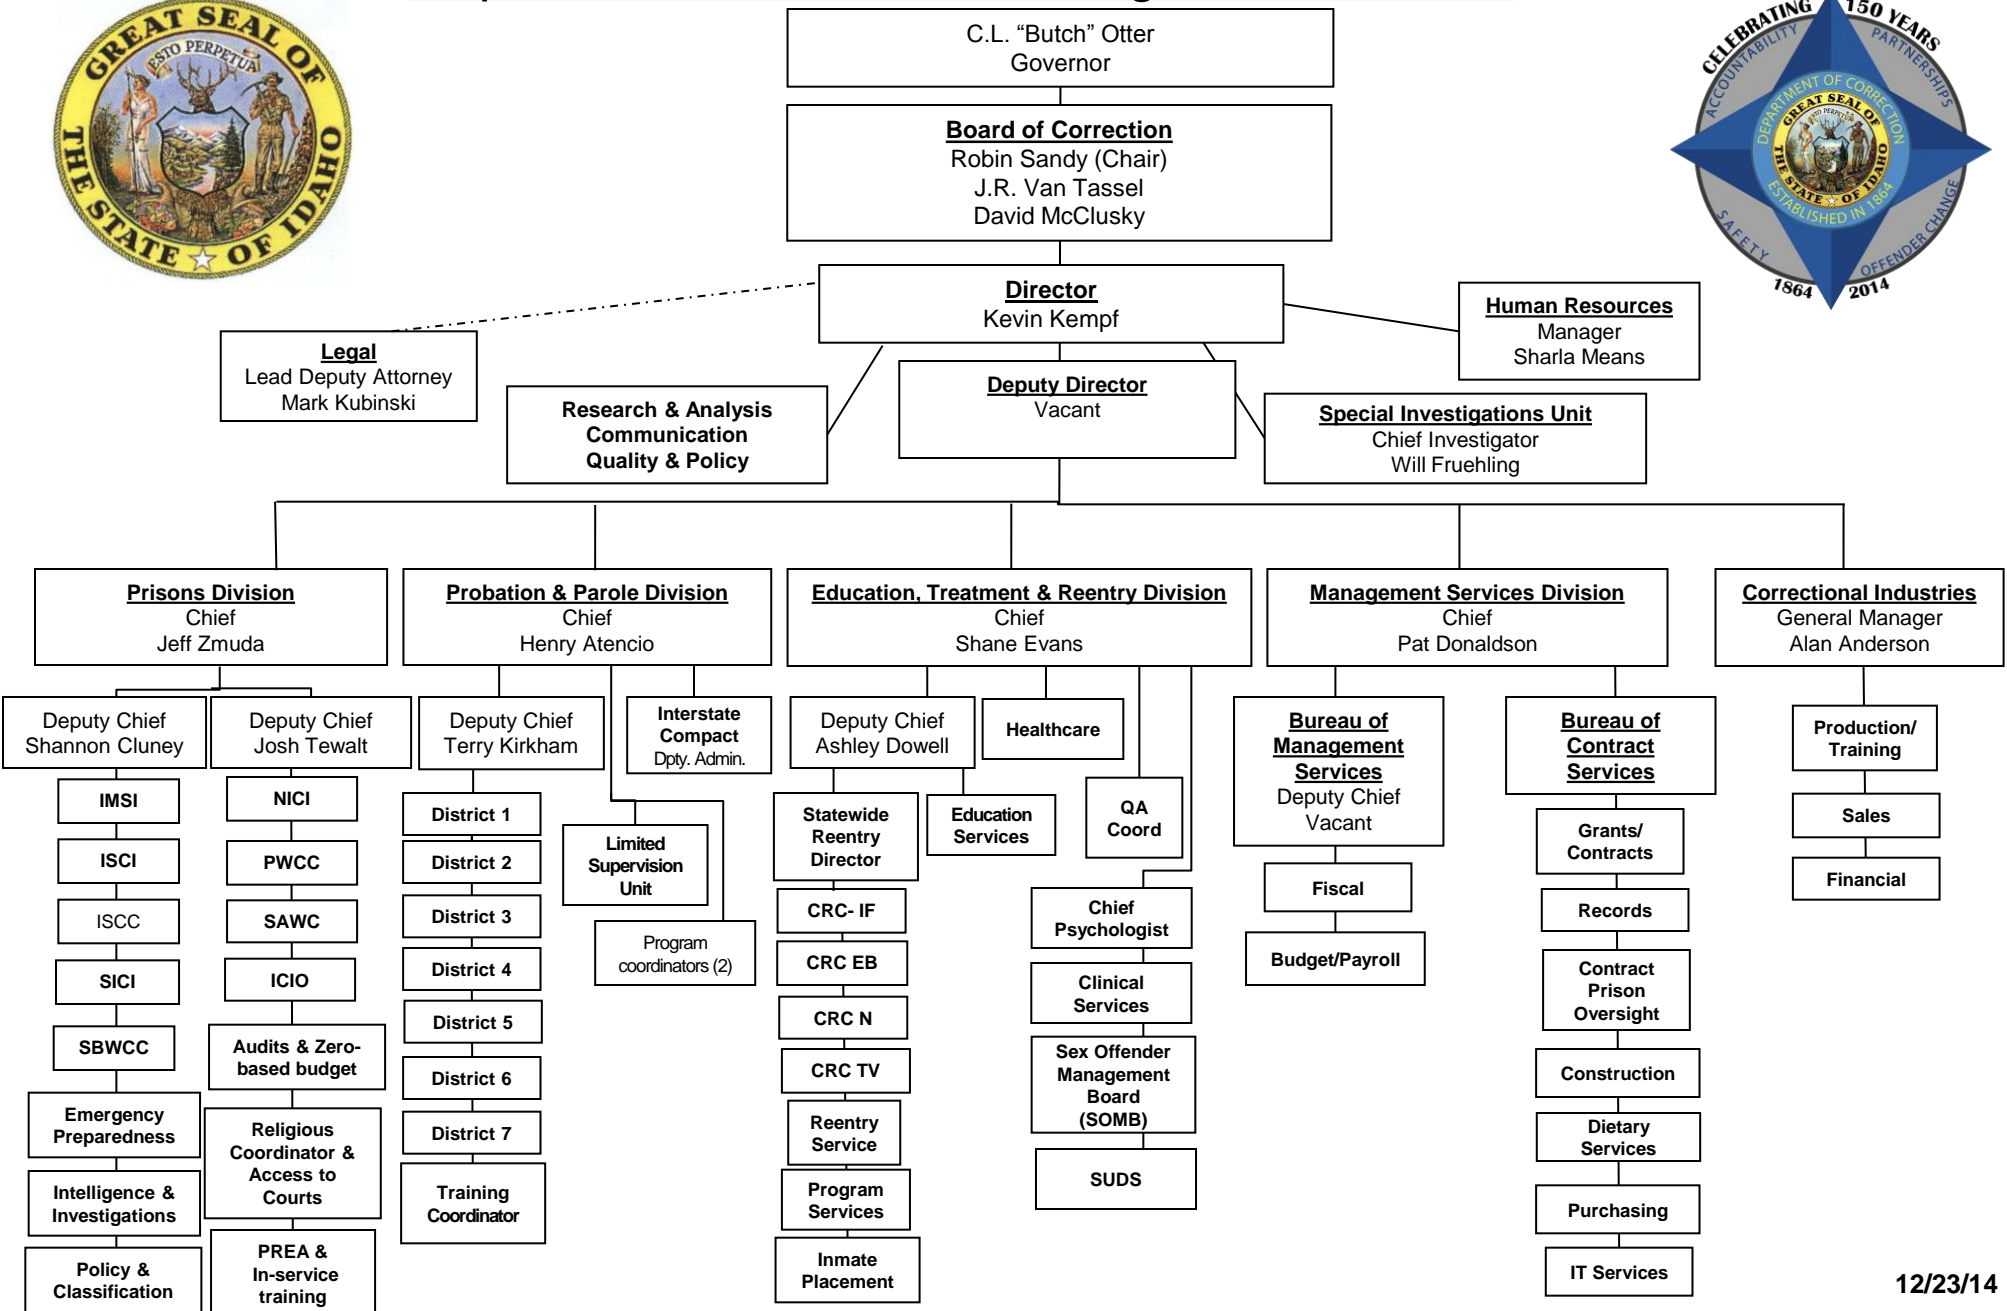 GREAT SEAL OF
THE STATE OF IDAHO
ESTO PERPETUA
CELEBRATING 150 YEARS
ACCOUNTABILITY
PARTNERSHIPS
DEPARTMENT OF CORRECTION
GREAT SEAL OF
THE STATE OF IDAHO
ESTABLISHED IN 1864
SAFETY
OFFENDER CHANGE
1864 2014
C.L. “Butch” Otter
Governor
Board of Correction
Robin Sandy (Chair)
J.R. Van Tassel
David McClusky
Director
Kevin Kempf
Human Resources
Manager
Sharla Means
Legal
Lead Deputy Attorney
Mark Kubinski
Research & Analysis
Communication
Quality & Policy
Deputy Director
Vacant
Special Investigations Unit
Chief Investigator
Will Fruehling
Prisons Division
Chief
Jeff Zmuda
Probation & Parole Division
Chief
Henry Atencio
Education, Treatment & Reentry Division
Chief
Shane Evans
Management Services Division
Chief
Pat Donaldson
Correctional Industries
General Manager
Alan Anderson
Deputy Chief
Shannon Cluney
IMSI
ISCI
ISCC
SICI
SBWCC
Emergency
Preparedness
Intelligence &
Investigations
Policy &
Classification
Deputy Chief
Josh Tewalt
NICI
PWCC
SAWC
ICIO
Audits & Zero-
based budget
Religious
Coordinator &
Access to
Courts
PREA &
In-service
training
Deputy Chief
Terry Kirkham
District 1
District 2
District 3
District 4
District 5
District 6
District 7
Training
Coordinator
Interstate
Compact
Dpty. Admin.
Limited
Supervision
Unit
Program
coordinators (2)
Deputy Chief
Ashley Dowell
Statewide
Reentry
Director
CRC- IF
CRC EB
CRC N
CRC TV
Reentry
Service
Program
Services
Inmate
Placement
Education
Services
Healthcare
QA
Coord
Chief
Psychologist
Clinical
Services
Sex Offender
Management
Board
(SOMB)
SUDS
Bureau of
Management
Services
Deputy Chief
Vacant
Fiscal
Budget/Payroll
Bureau of
Contract
Services
Grants/
Contracts
Records
Contract
Prison
Oversight
Construction
Dietary
Services
Purchasing
IT Services
Production/
Training
Sales
Financial
12/23/14